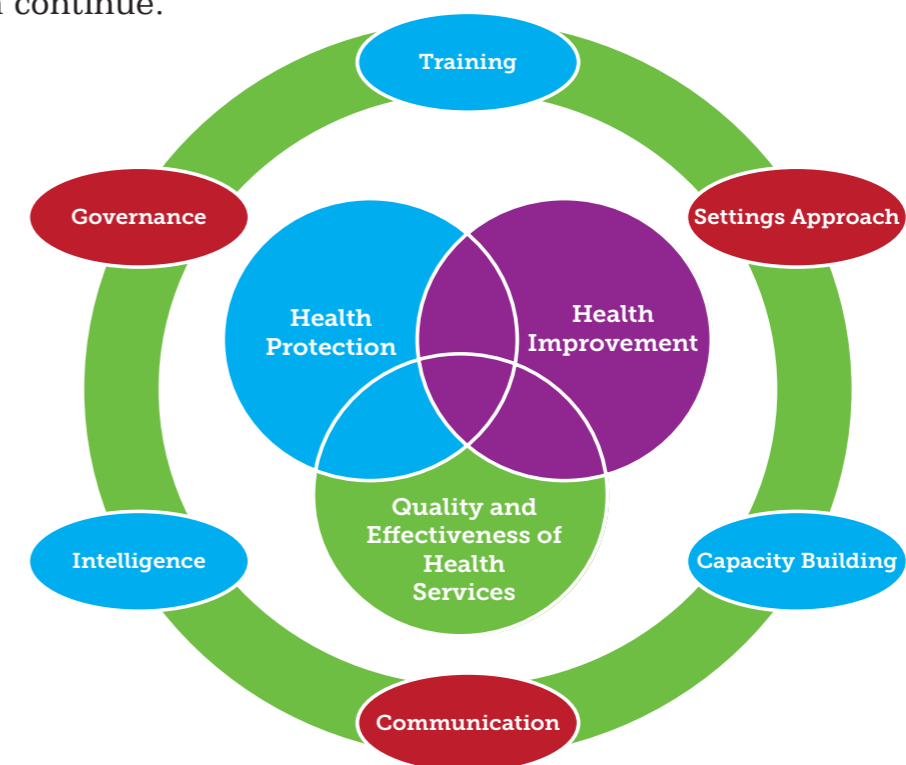 continue.
Training
Governance
Settings Approach
Health
Protection
Health
Improvement
Quality and
Effectiveness of
Health
Services
Intelligence
Capacity Building
Communication